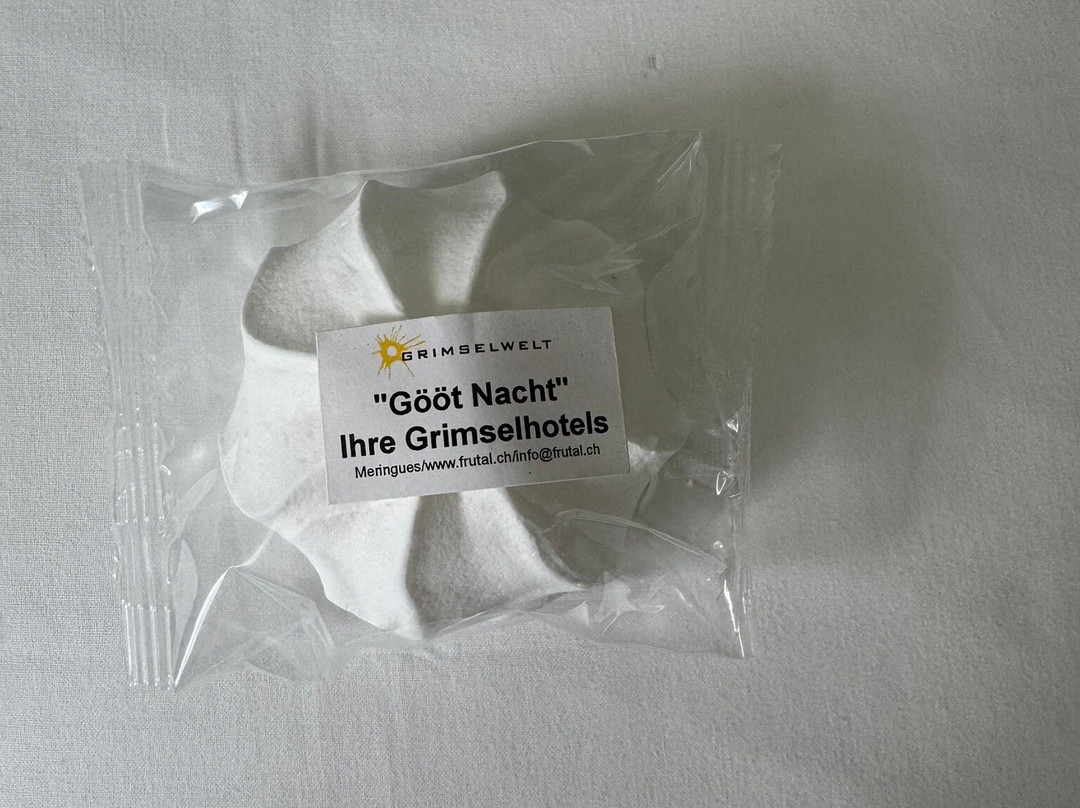 GRIMSELWELT
"Gööt Nacht"
Ihre Grimselhotels
Meringues/www.frutal.ch/info@frutal.ch